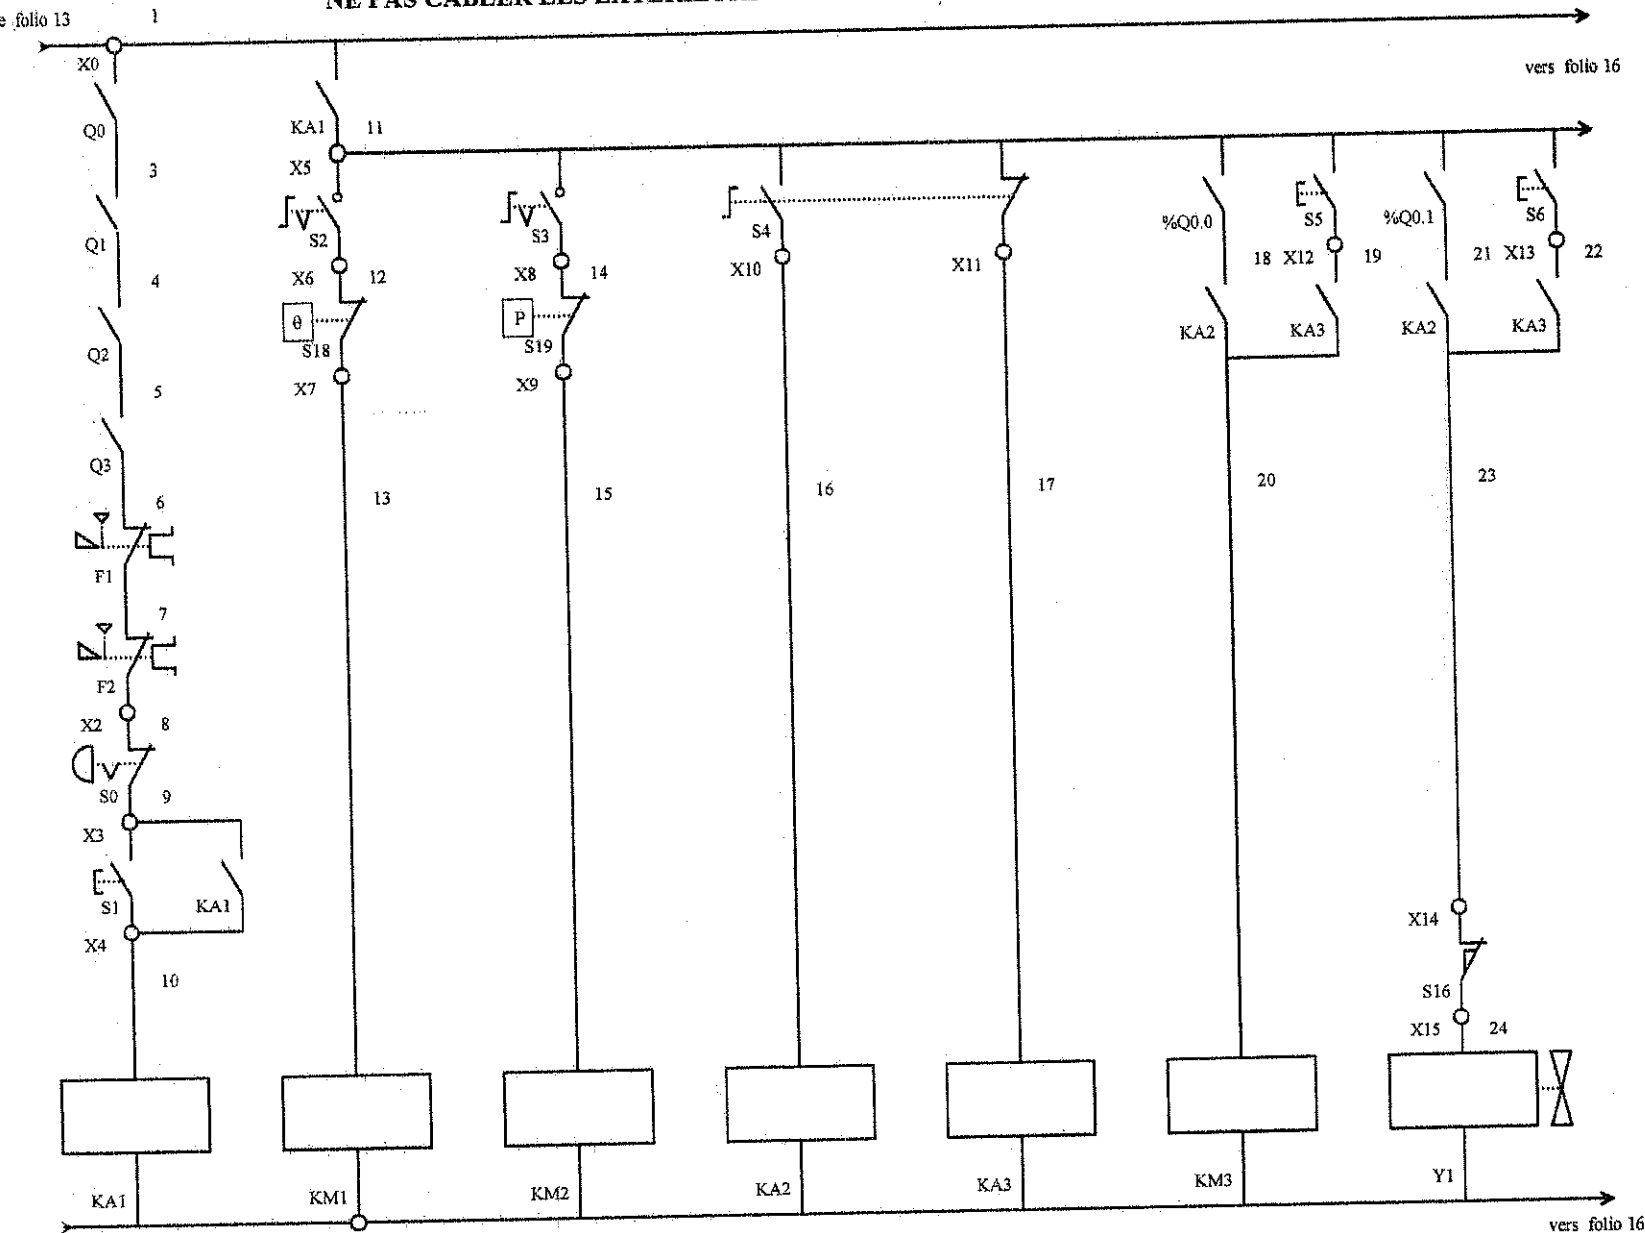 e folio 13
1
X0
vers folio 16
Q0
KA1
11
X5
3
S2
S3
S4
%Q0.0
S5
%Q0.1
S6
Q1
X6
12
X8
14
X10
X11
18
X12
19
21
X13
22
4
θ
P
S18
S19
KA2
KA3
KA2
KA3
Q2
5
X7
X9
Q3
13
15
16
17
20
23
6
F1
7
F2
X2
8
S0
9
X3
S1
KA1
X4
10
X14
S16
X15
24
KA1
KM1
KM2
KA2
KA3
KM3
Y1
vers folio 16